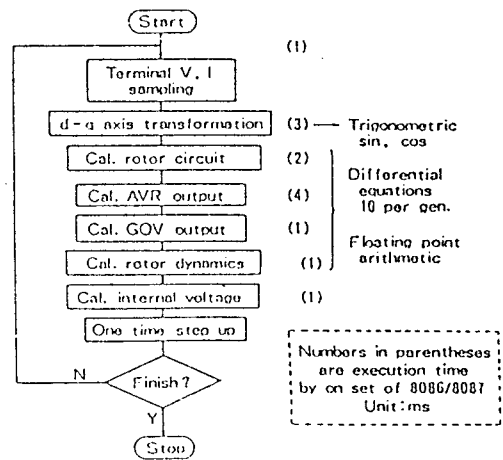 Start
(1)
Terminal V, I
sampling
d-q axis transformation (3) Trigonometric
sin, cos
Cal. rotor circuit (2)
Differential
equations
10 per gen.
Cal. AVR output (4)
Cal. GOV output (1)
Floating point
arithmetic
Cal. rotor dynamics (1)
Cal. internal voltage (1)
One time step up
N
Finish?
Y
Stop
Numbers in parentheses
are execution time
by on set of 8086/8087
Unit:ms